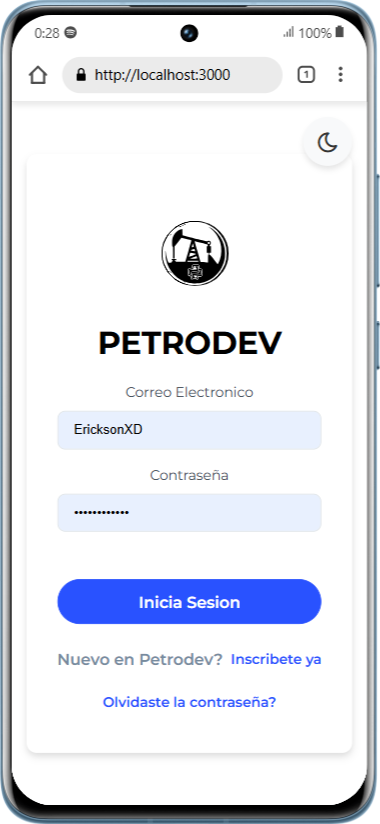 0:28
100%
http://localhost:3000
1
PETRODEV
Correo Electronico
EricksonXD
Contraseña
••••••••••••
Inicia Sesion
Nuevo en Petrodev? Inscribete ya
Olvidaste la contraseña?